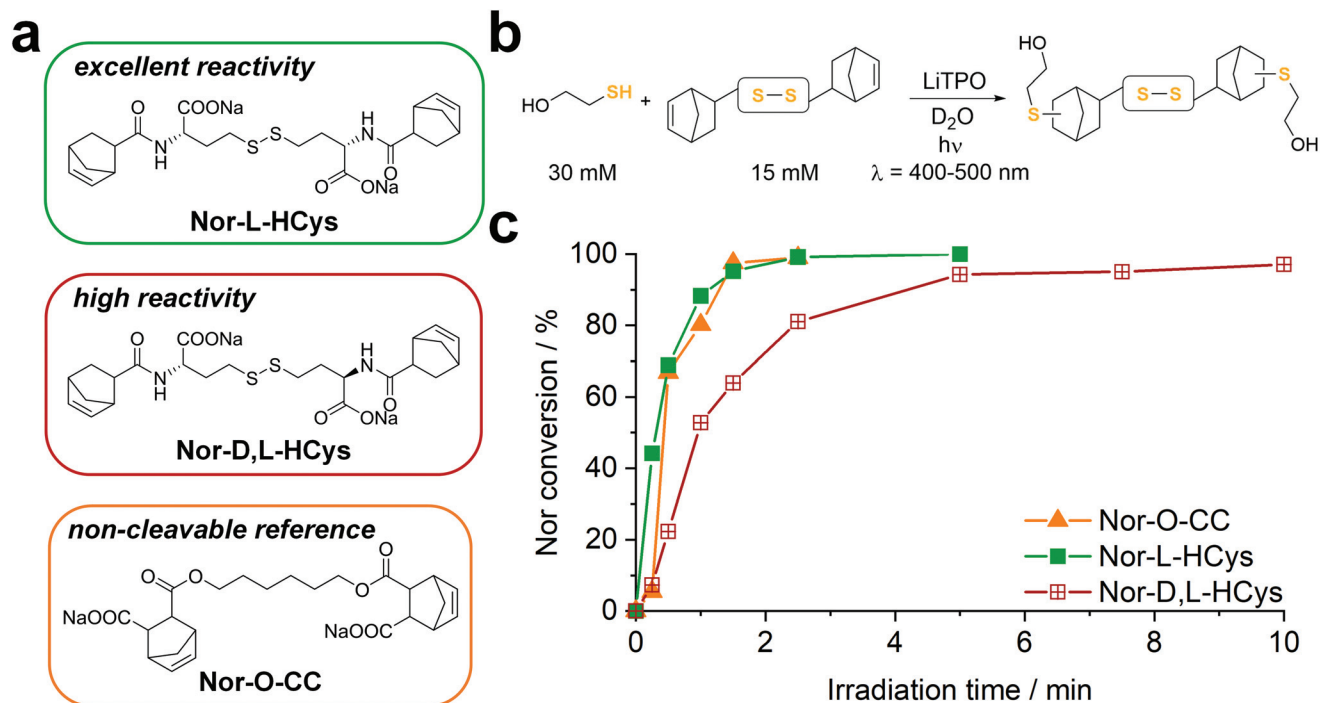 a
excellent reactivity
COONa
O
N
H
S
S
H
N
O
O
ONa
Nor-L-HCys
high reactivity
COONa
O
N
H
S
S
H
N
O
O
ONa
Nor-D,L-HCys
non-cleavable reference
O
O
O
O
NaOOC
NaOOC
Nor-O-CC
b
HO
SH
+
S
S
LiTPO
D2O
hν
λ = 400-500 nm
30 mM
15 mM
HO
S
S
S
S
OH
c
Nor conversion / %
100
80
60
40
20
0
0 2 4 6 8 10
Irradiation time / min
Nor-O-CC
Nor-L-HCys
Nor-D,L-HCys